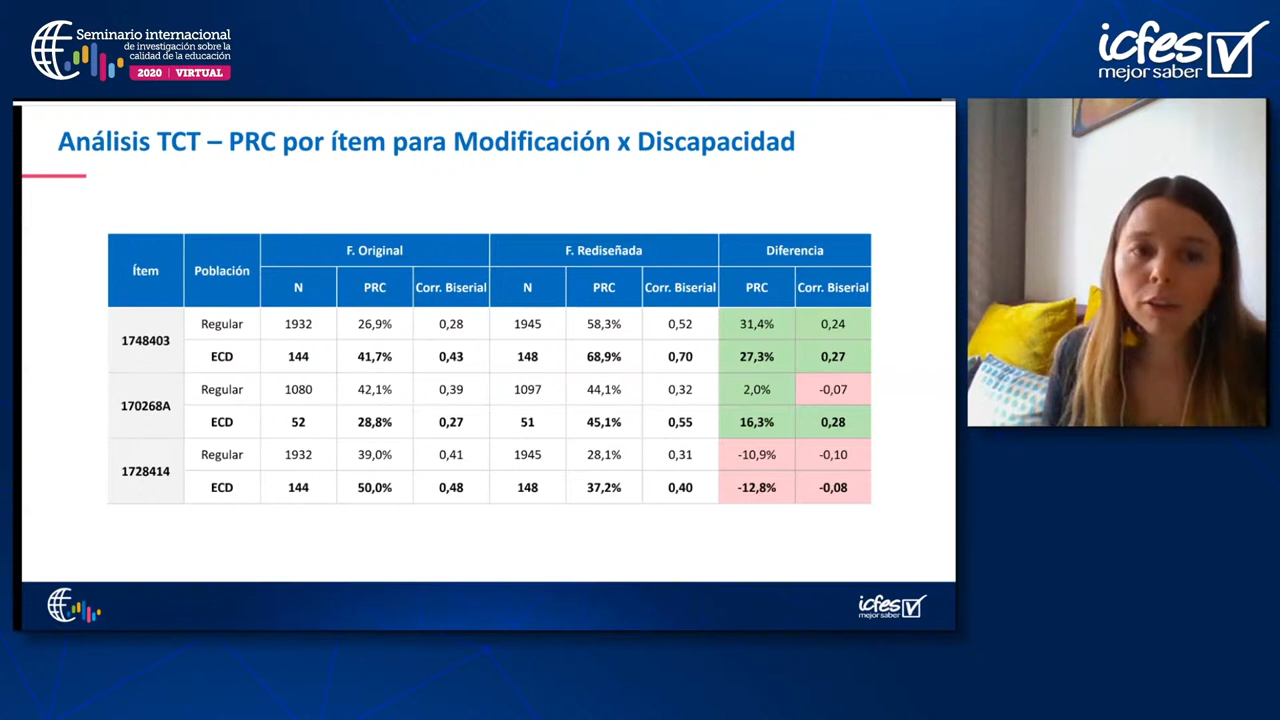 Seminario internacional
de investigación sobre la
calidad de la educación
2020 | VIRTUAL
icfes
mejor saber
Análisis TCT – PRC por ítem para Modificación x Discapacidad
Ítem Población F. Original F. Rediseñada Diferencia
N PRC Corr. Biserial N PRC Corr. Biserial PRC Corr. Biserial
1748403 Regular 1932 26,9% 0,28 1945 58,3% 0,52 31,4% 0,24
ECD 144 41,7% 0,43 148 68,9% 0,70 27,3% 0,27
170268A Regular 1080 42,1% 0,39 1097 44,1% 0,32 2,0% -0,07
ECD 52 28,8% 0,27 51 45,1% 0,55 16,3% 0,28
1728414 Regular 1932 39,0% 0,41 1945 28,1% 0,31 -10,9% -0,10
ECD 144 50,0% 0,48 148 37,2% 0,40 -12,8% -0,08
icfes
mejor saber